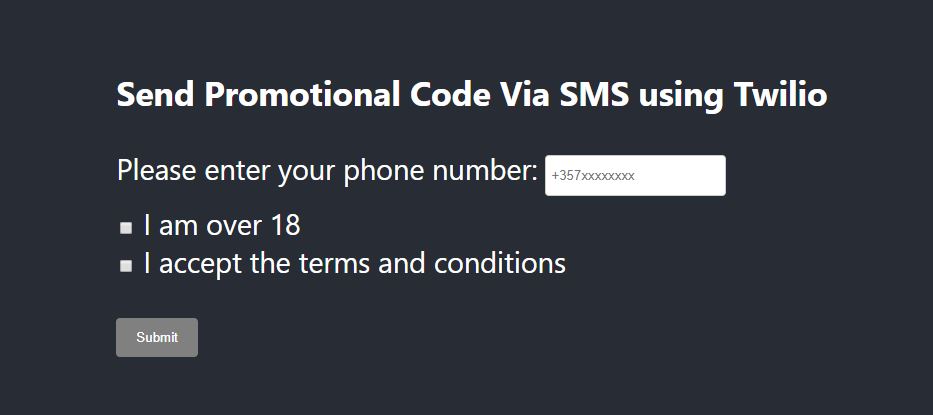 Send Promotional Code Via SMS using Twilio
Please enter your phone number: +357xxxxxxxx
I am over 18
I accept the terms and conditions
Submit